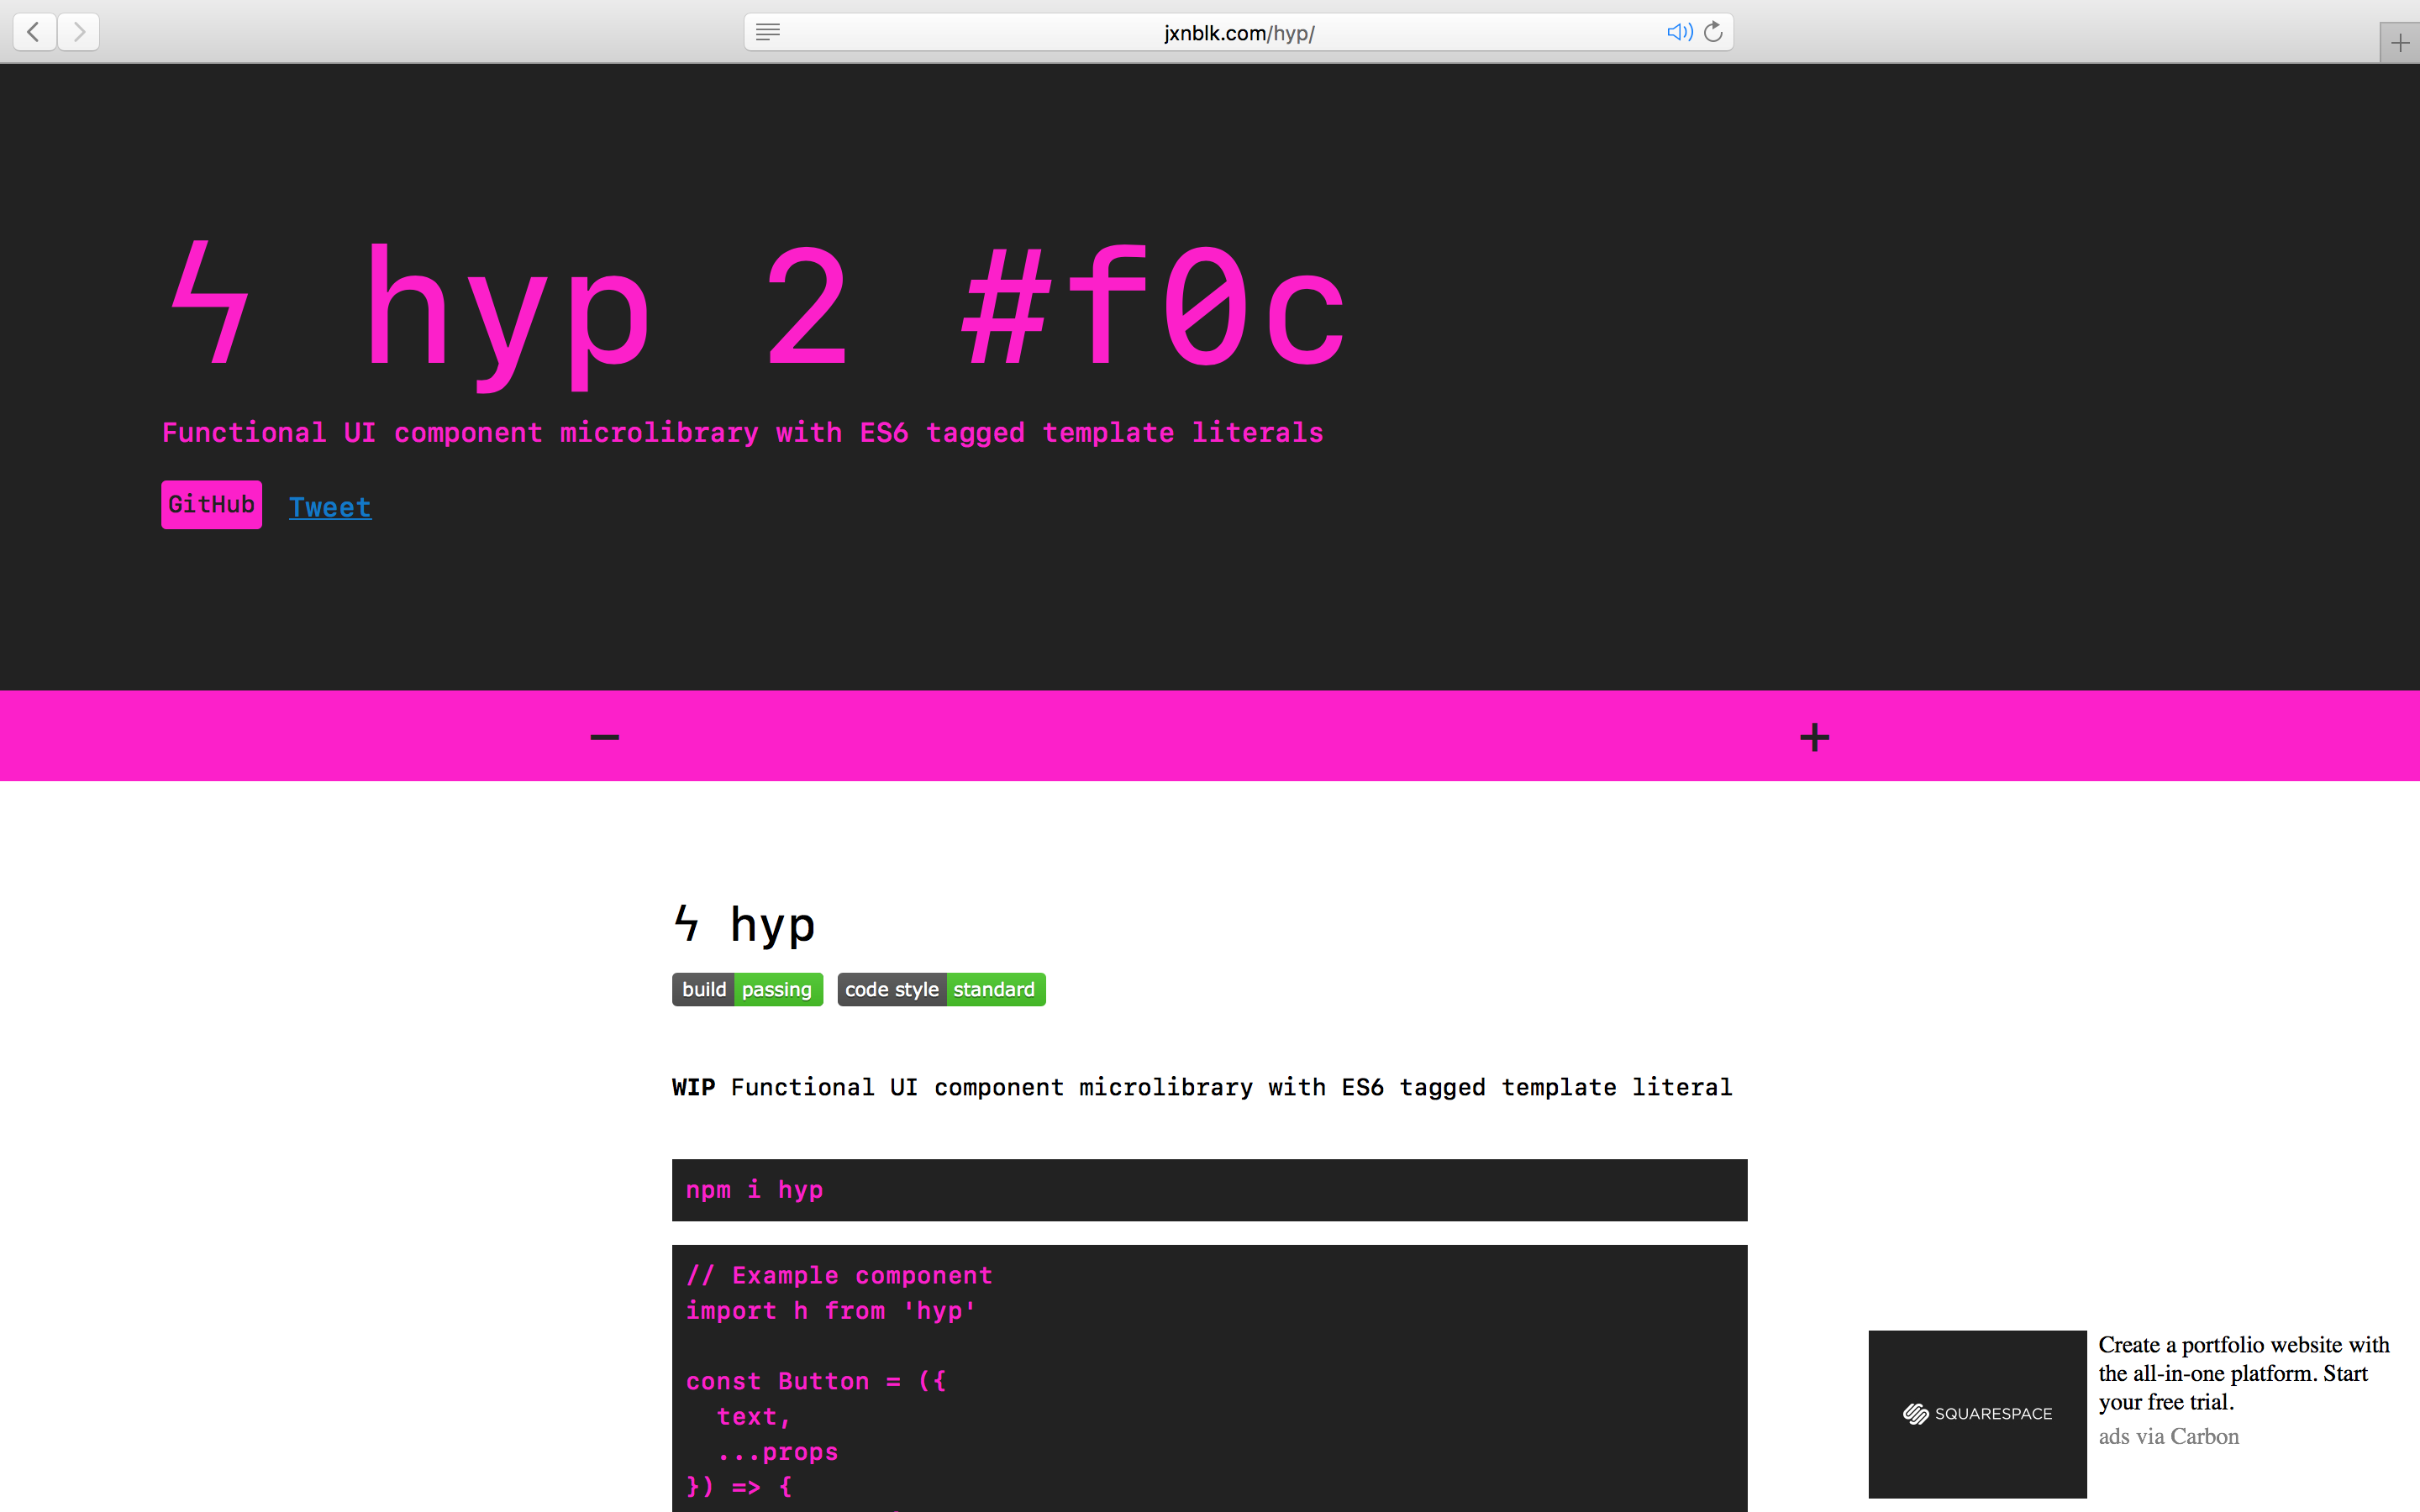 jxnblk.com/hyp/
ϟ hyp 2 #f0c
Functional UI component microlibrary with ES6 tagged template literals
GitHub Tweet
− +
ϟ hyp
build passing code style standard
WIP Functional UI component microlibrary with ES6 tagged template literal
npm i hyp
// Example component
import h from 'hyp'
const Button = ({
  text,
  ...props
}) => {
SQUARESPACE
Create a portfolio website with
the all-in-one platform. Start
your free trial.
ads via Carbon